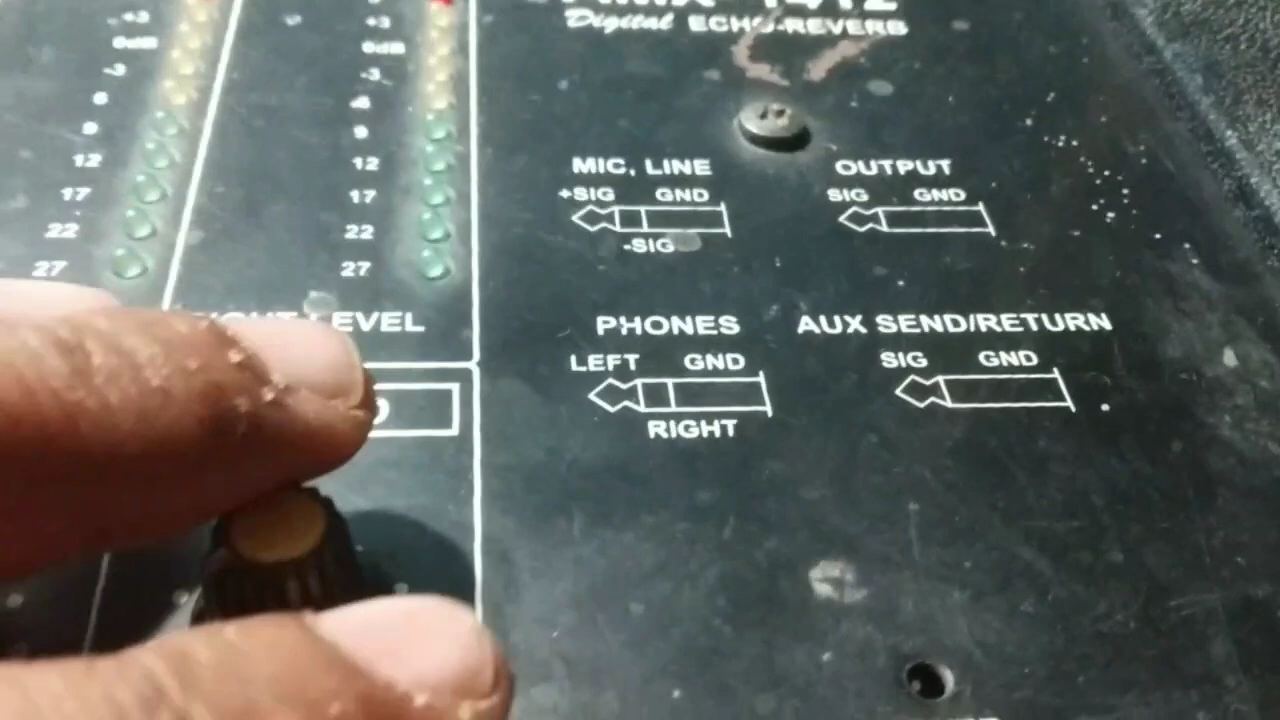 Digital ECHO-REVERB
+3
0dB
-3
6
9
12
17
22
27
+3
0dB
-3
9
12
17
22
27
LEVEL
MIC, LINE
+SIG GND
-SIG
OUTPUT
SIG GND
PHONES
LEFT GND
RIGHT
AUX SEND/RETURN
SIG GND